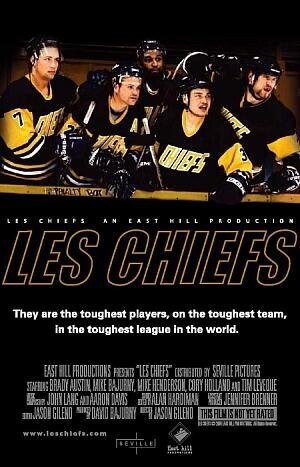 7
CHIEFS
A
CHIEFS
CHIEFS
3
PENALTY BOX
LES CHIEFS AN EAST HILL PRODUCTION
LES CHIEFS
They are the toughest players, on the toughest team,
in the toughest league in the world.
EAST HILL PRODUCTIONS PRESENTS "LES CHIEFS" DISTRIBUTED BY SEVILLE PICTURES
STARRING BRADY AUSTIN, MIKE BAJURNY, MIKE HENDERSON, CORY HOLLAND AND TIM LEVEQUE
JOHN LANG AND AARON DAVIS ALAN HARDIMAN JENNIFER BRENNER
JASON GILENO DAVID BAJURNY JASON GILENO THIS FILM IS NOT YET RATED
www.leschiefs.com
SEVILLE
East hill